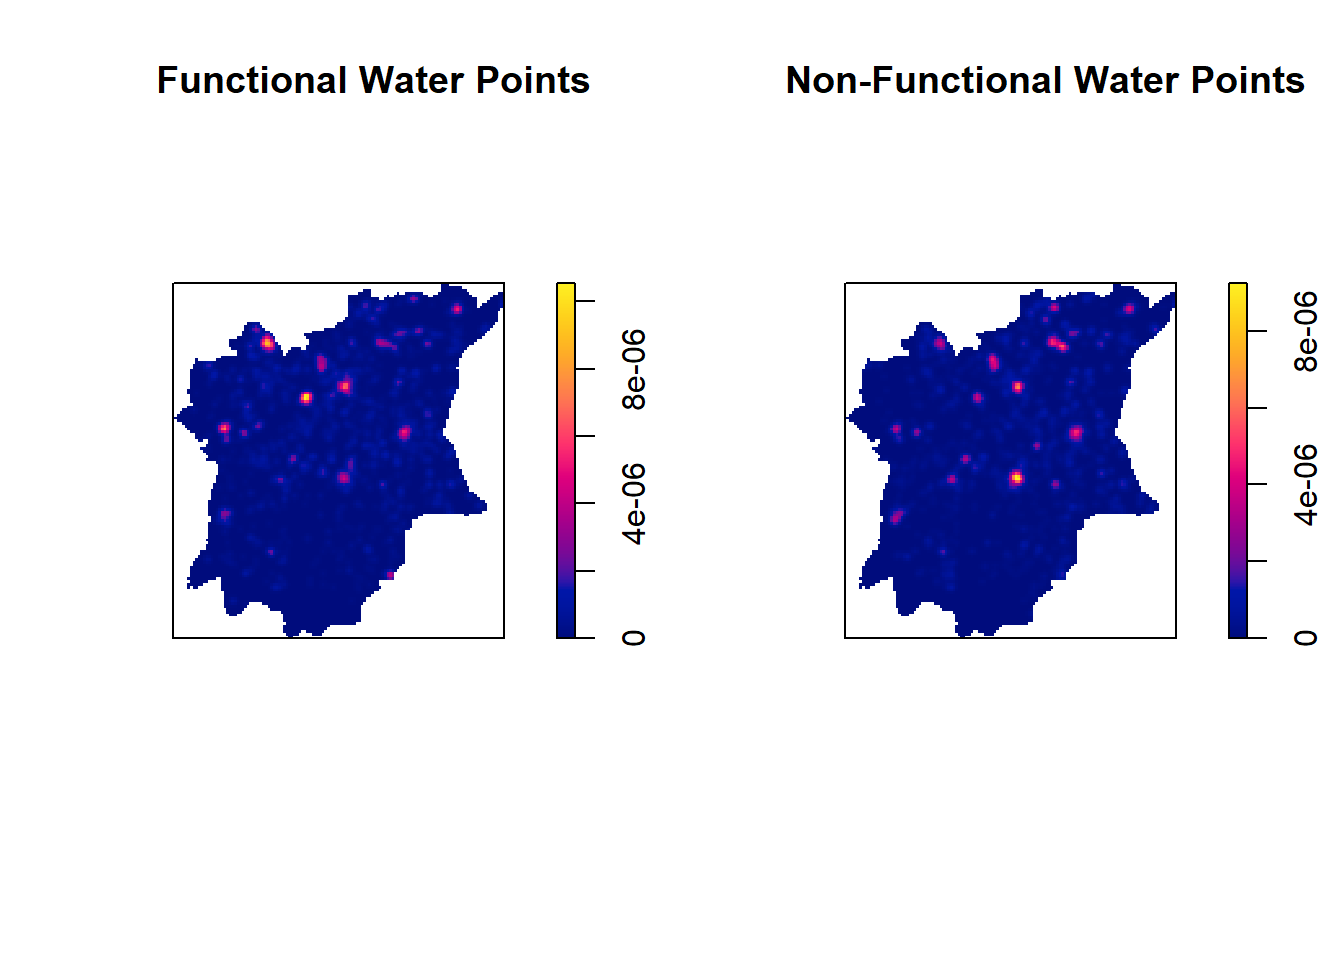 Functional Water Points
Non-Functional Water Points
8e-06
4e-06
0
8e-06
4e-06
0